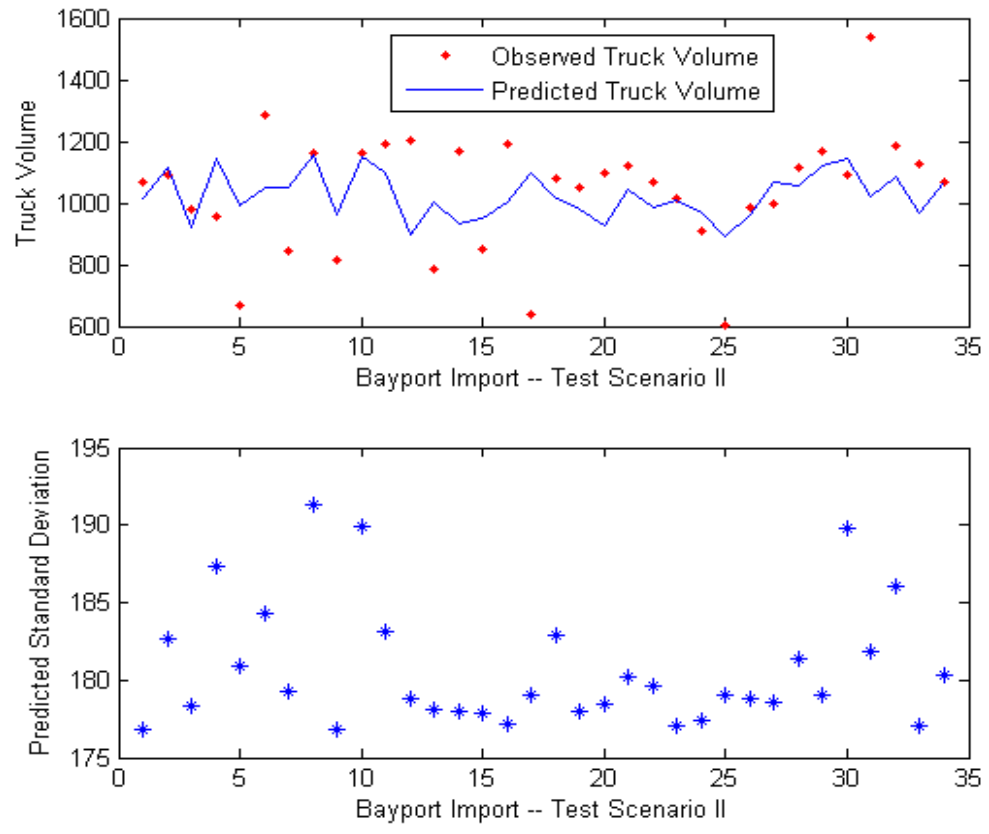 1600
1400
1200
1000
800
600
Truck Volume
Observed Truck Volume
Predicted Truck Volume
0 5 10 15 20 25 30 35
Bayport Import -- Test Scenario II
195
190
185
180
175
Predicted Standard Deviation
0 5 10 15 20 25 30 35
Bayport Import -- Test Scenario II